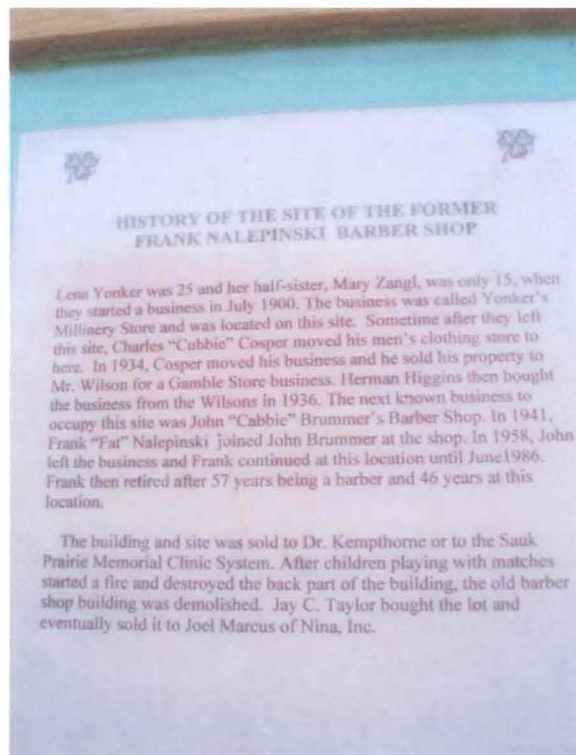 HISTORY OF THE SITE OF THE FORMER
FRANK NALEPINSKI BARBER SHOP
Lena Yonker was 25 and her half-sister, Mary Zangl, was only 15, when
they started a business in July 1900. The business was called Yonker's
Millinery Store and was located on this site. Sometime after they left
this site, Charles "Cubbie" Cosper moved his men's clothing store to
here. In 1934, Cosper moved his business and he sold his property to
Mr. Wilson for a Gamble Store business. Herman Higgins then bought
the business from the Wilsons in 1936. The next known business to
occupy this site was John "Cabbie" Brummer's Barber Shop. In 1941,
Frank "Fat" Nalepinski joined John Brummer at the shop. In 1958, John
left the business and Frank continued at this location until June1986.
Frank then retired after 57 years being a barber and 46 years at this
location.
The building and site was sold to Dr. Kempthorne or to the Sauk
Prairie Memorial Clinic System. After children playing with matches
started a fire and destroyed the back part of the building, the old barber
shop building was demolished. Jay C. Taylor bought the lot and
eventually sold it to Joel Marcus of Nina, Inc.